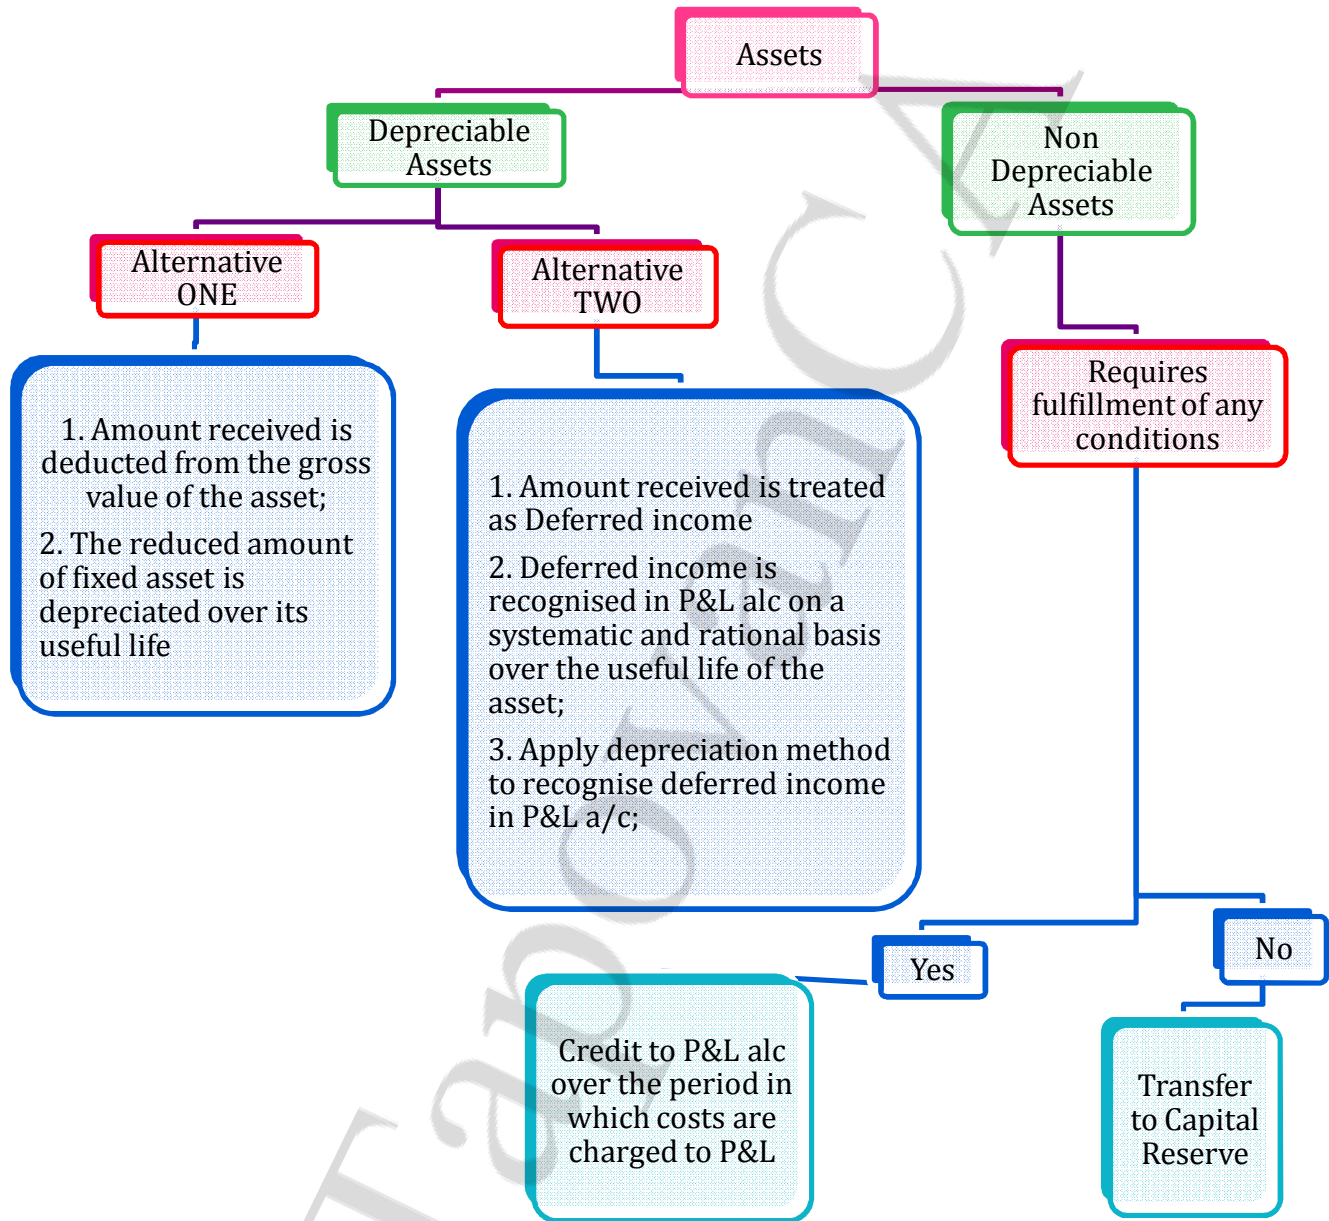 Assets
Depreciable
Assets
Non
Depreciable
Assets
Alternative
ONE
Alternative
TWO
Requires
fulfillment of any
conditions
1. Amount received is
deducted from the gross
value of the asset;
2. The reduced amount
of fixed asset is
depreciated over its
useful life
1. Amount received is treated
as Deferred income
2. Deferred income is
recognised in P&L alc on a
systematic and rational basis
over the useful life of the
asset;
3. Apply depreciation method
to recognise deferred income
in P&L a/c;
Yes
No
Credit to P&L alc
over the period in
which costs are
charged to P&L
Transfer
to Capital
Reserve
TapovanCA